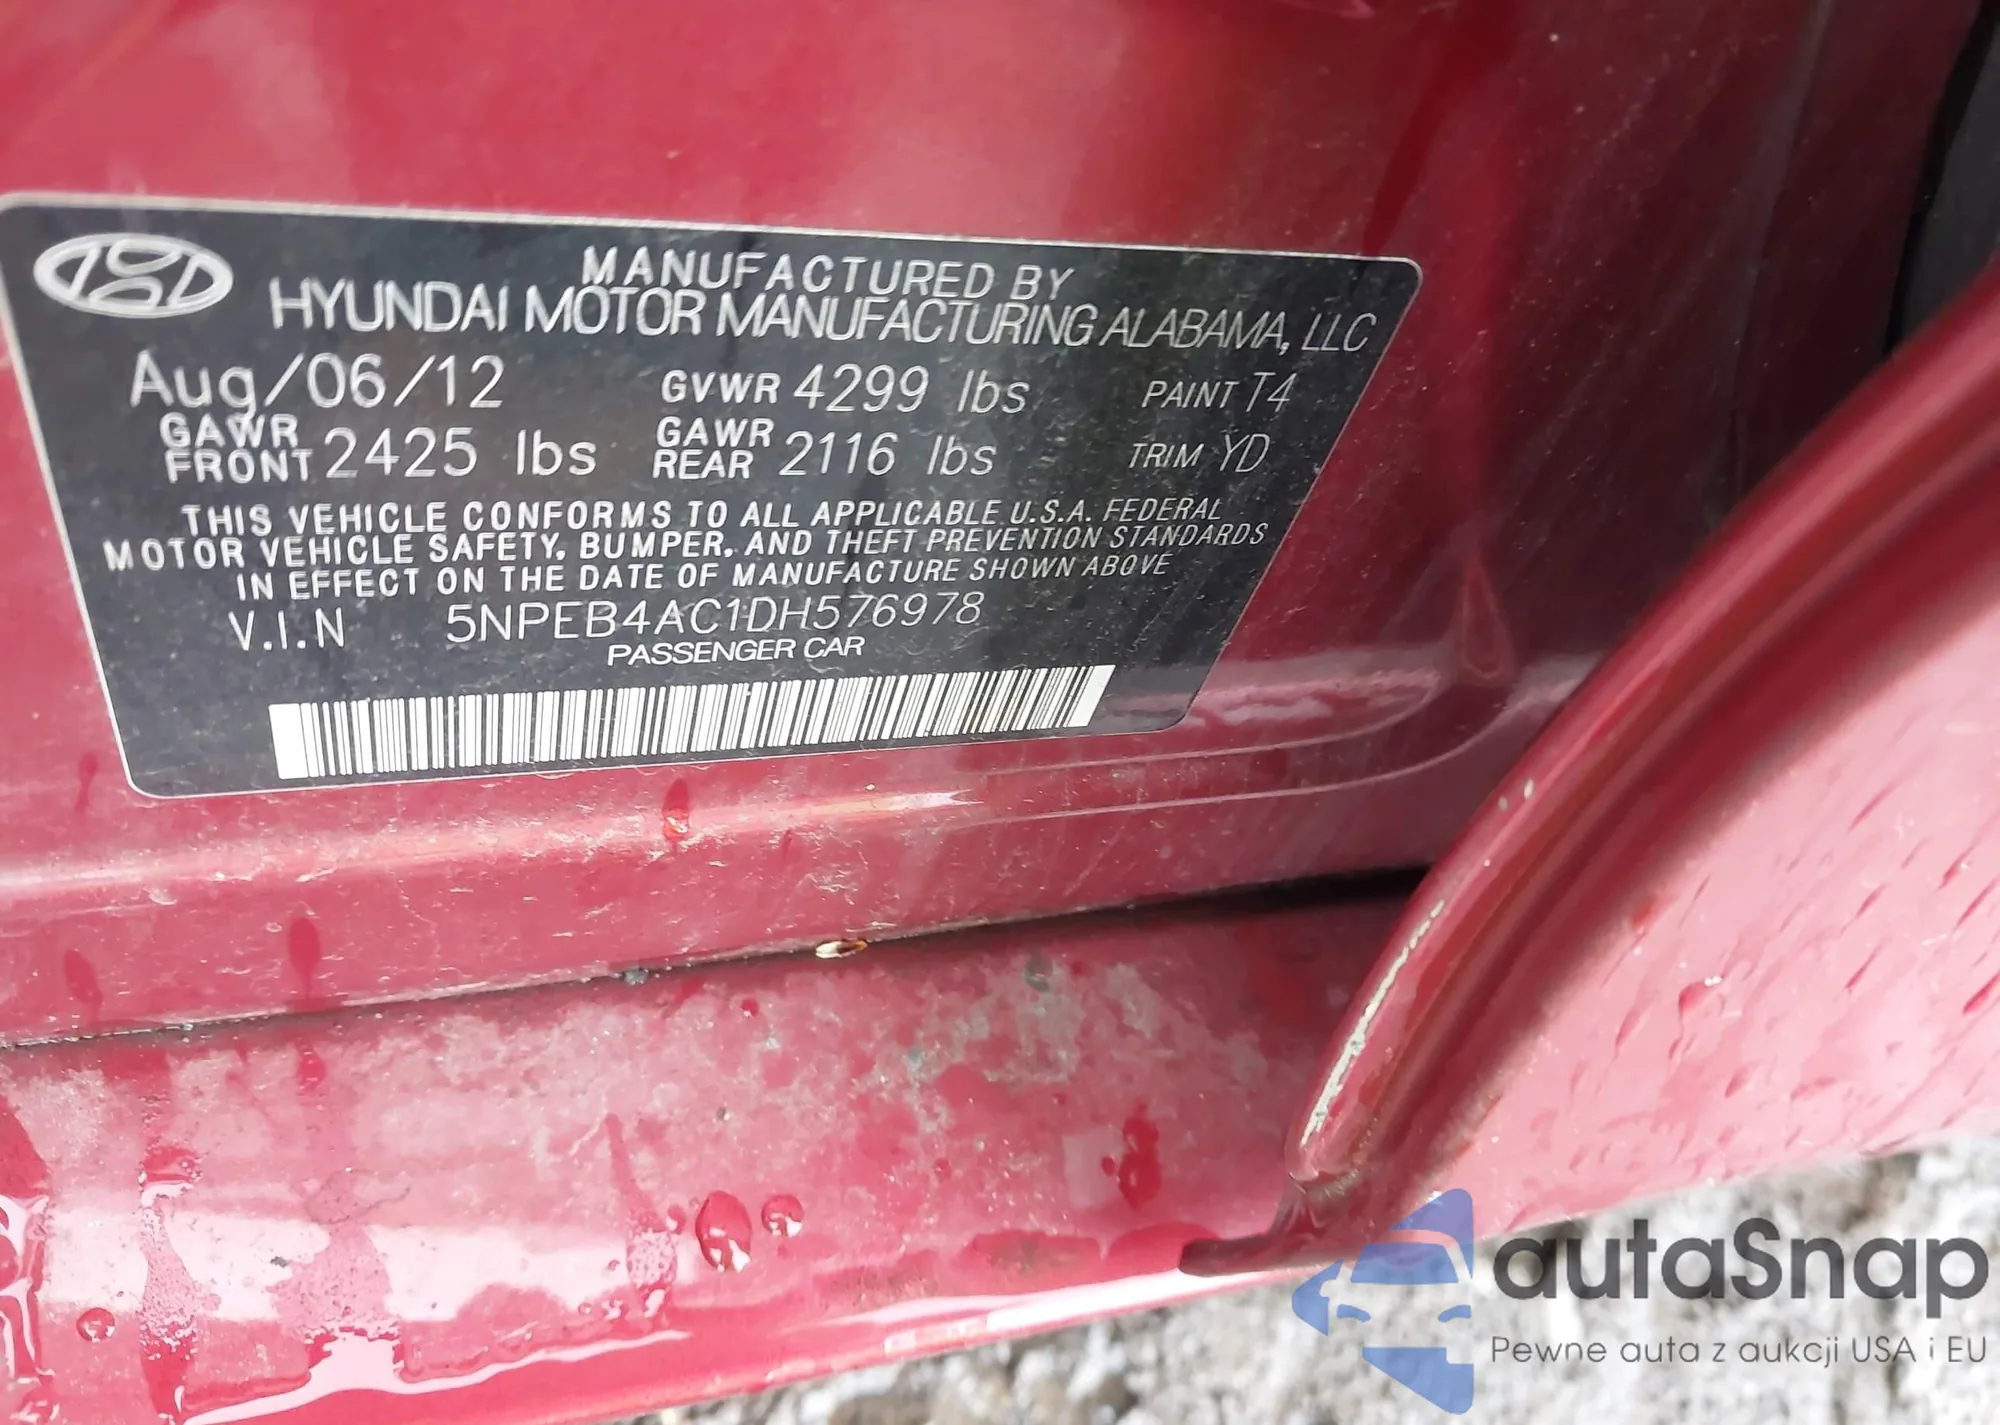 MANUFACTURED BY
HYUNDAI MOTOR MANUFACTURING ALABAMA, LLC
Aug/06/12 GVWR 4299 lbs PAINT T4
GAWR FRONT 2425 lbs GAWR REAR 2116 lbs TRIM YD
THIS VEHICLE CONFORMS TO ALL APPLICABLE U.S.A. FEDERAL
MOTOR VEHICLE SAFETY, BUMPER, AND THEFT PREVENTION STANDARDS
IN EFFECT ON THE DATE OF MANUFACTURE SHOWN ABOVE
V.I.N 5NPEB4AC1DH576978
PASSENGER CAR
autaSnap
Pewne auta z aukcji USA i EU